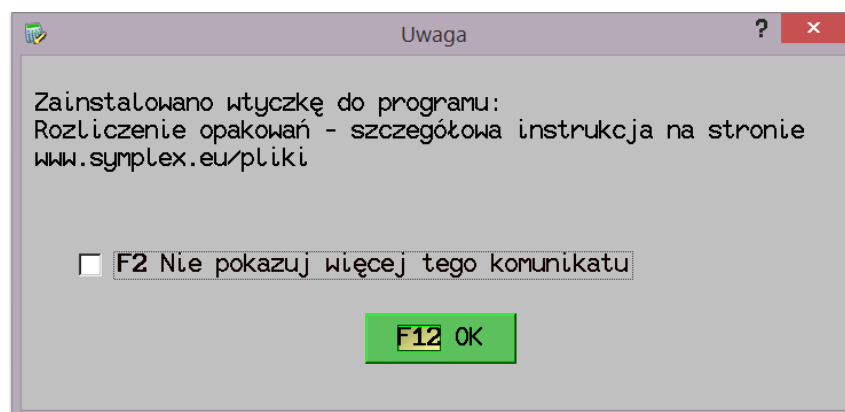 Uwaga
Zainstalowano wtyczkę do programu:
Rozliczenie opakowań - szczegółowa instrukcja na stronie
www.symplex.eu/pliki
F2 Nie pokazuj więcej tego komunikatu
F12 OK